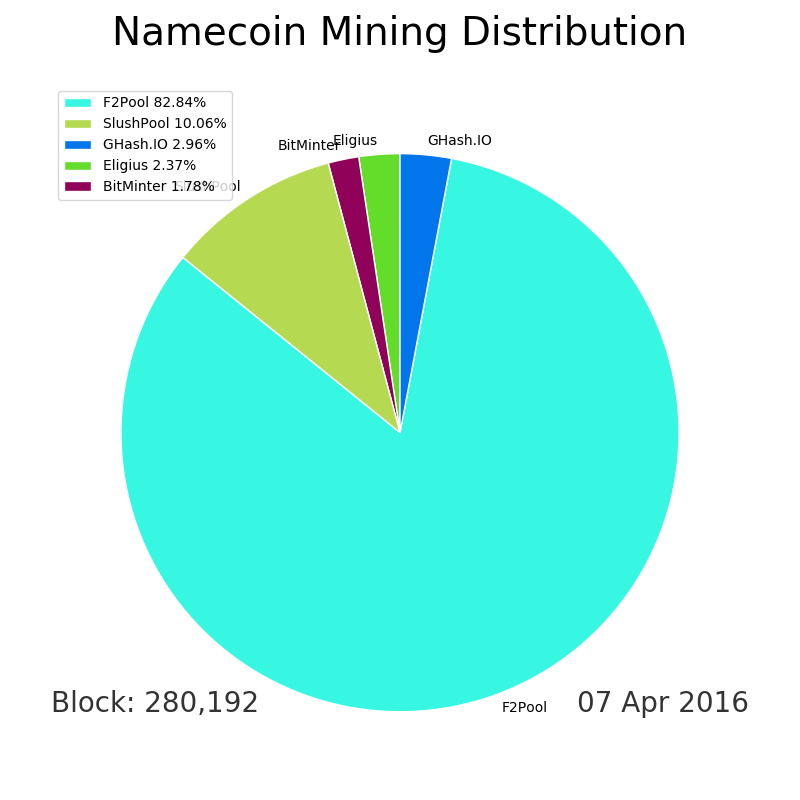 Namecoin Mining Distribution
F2Pool 82.84%
SlushPool 10.06%
GHash.IO 2.96%
Eligius 2.37%
BitMinter 1.78%
SlushPool
BitMinter
Eligius
GHash.IO
F2Pool
Block: 280,192
07 Apr 2016